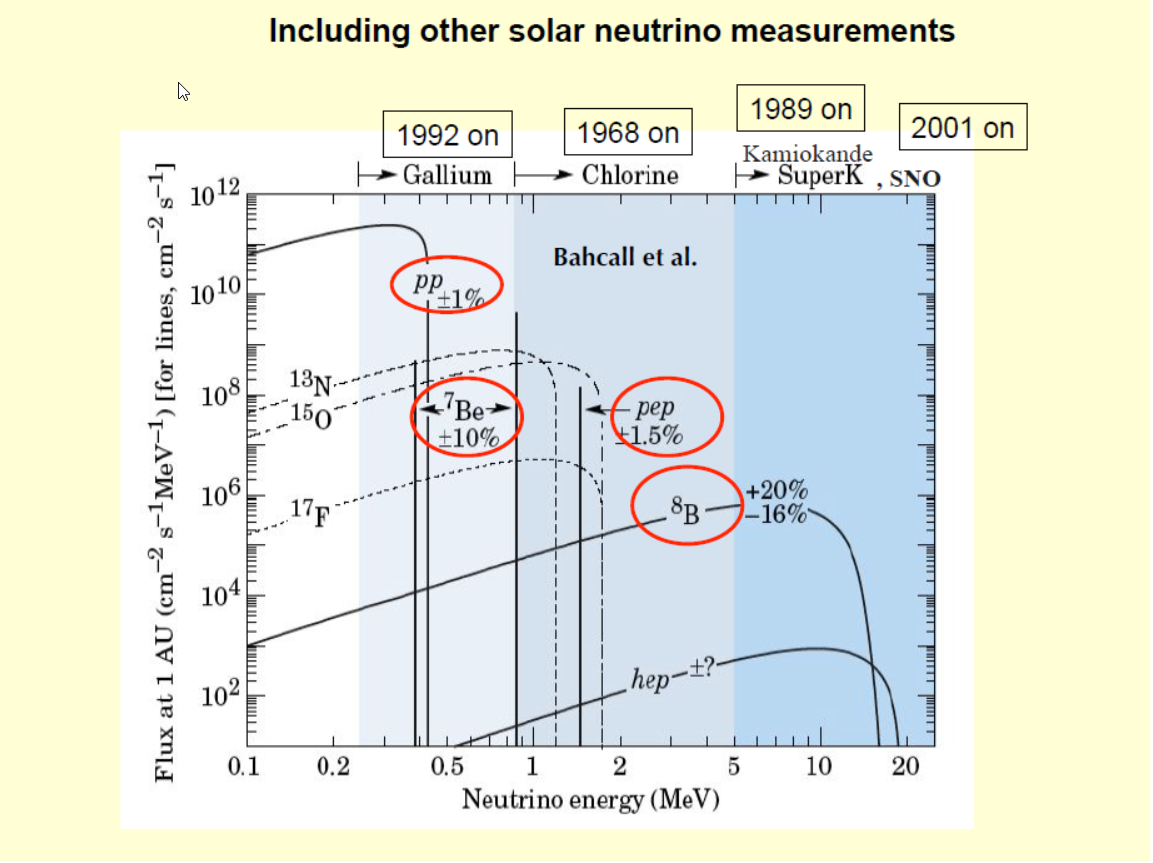 Including other solar neutrino measurements
1992 on
1968 on
1989 on
2001 on
Kamiokande
Gallium
Chlorine
SuperK , SNO
Flux at 1 AU (cm⁻² s⁻¹MeV⁻¹) [for lines, cm⁻² s⁻¹]
10¹²
10¹⁰
10⁸
10⁶
10⁴
10²
Bahcall et al.
pp
±1%
¹³N
¹⁵O
⁷Be
±10%
pep
±1.5%
¹⁷F
⁸B
+20%
−16%
hep
±?
0.1 0.2 0.5 1 2 5 10 20
Neutrino energy (MeV)